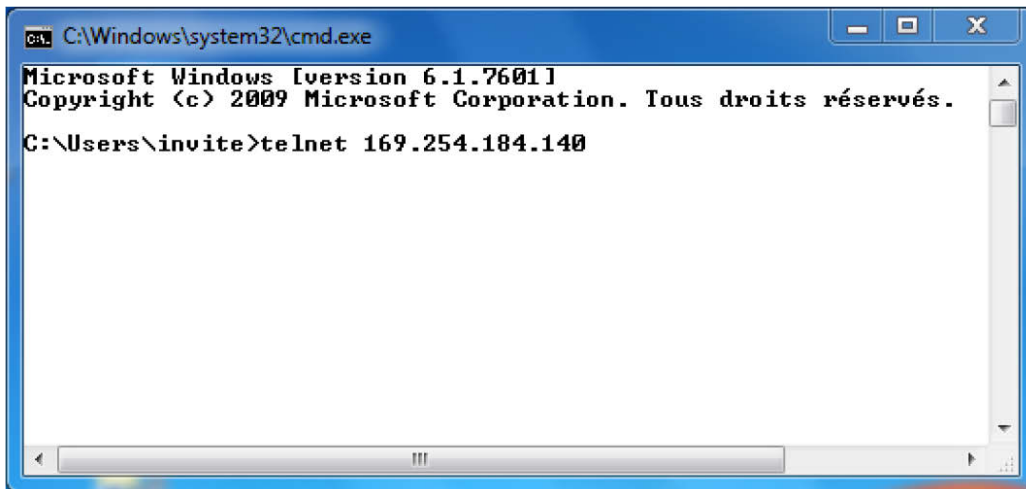 C:\Windows\system32\cmd.exe
Microsoft Windows [version 6.1.7601]
Copyright (c) 2009 Microsoft Corporation. Tous droits réservés.
C:\Users\invite>telnet 169.254.184.140